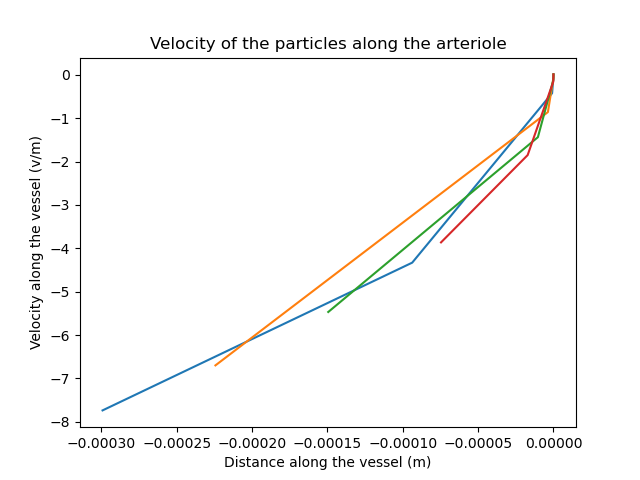 Velocity of the particles along the arteriole
Velocity along the vessel (v/m)
0
−1
−2
−3
−4
−5
−6
−7
−8
−0.00030 −0.00025 −0.00020 −0.00015 −0.00010 −0.00005 0.00000
Distance along the vessel (m)